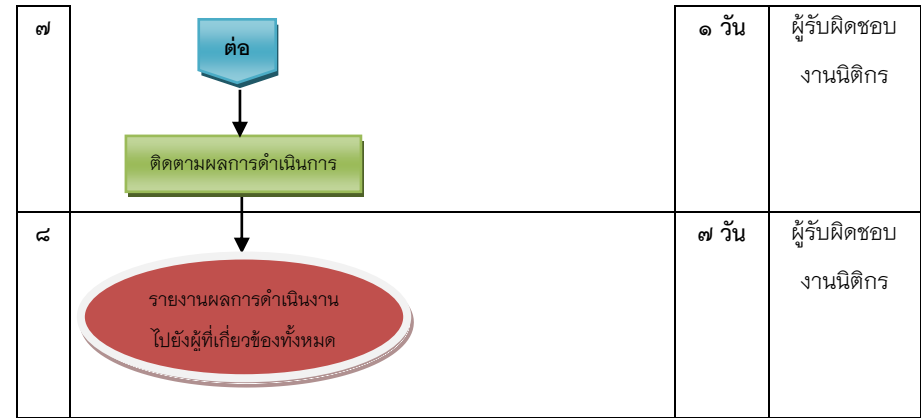 ๗
ต่อ
ติดตามผลการดำเนินการ
๑ วัน
ผู้รับผิดชอบ
งานนิติกร
๘
รายงานผลการดำเนินงาน
ไปยังผู้ที่เกี่ยวข้องทั้งหมด
๗ วัน
ผู้รับผิดชอบ
งานนิติกร